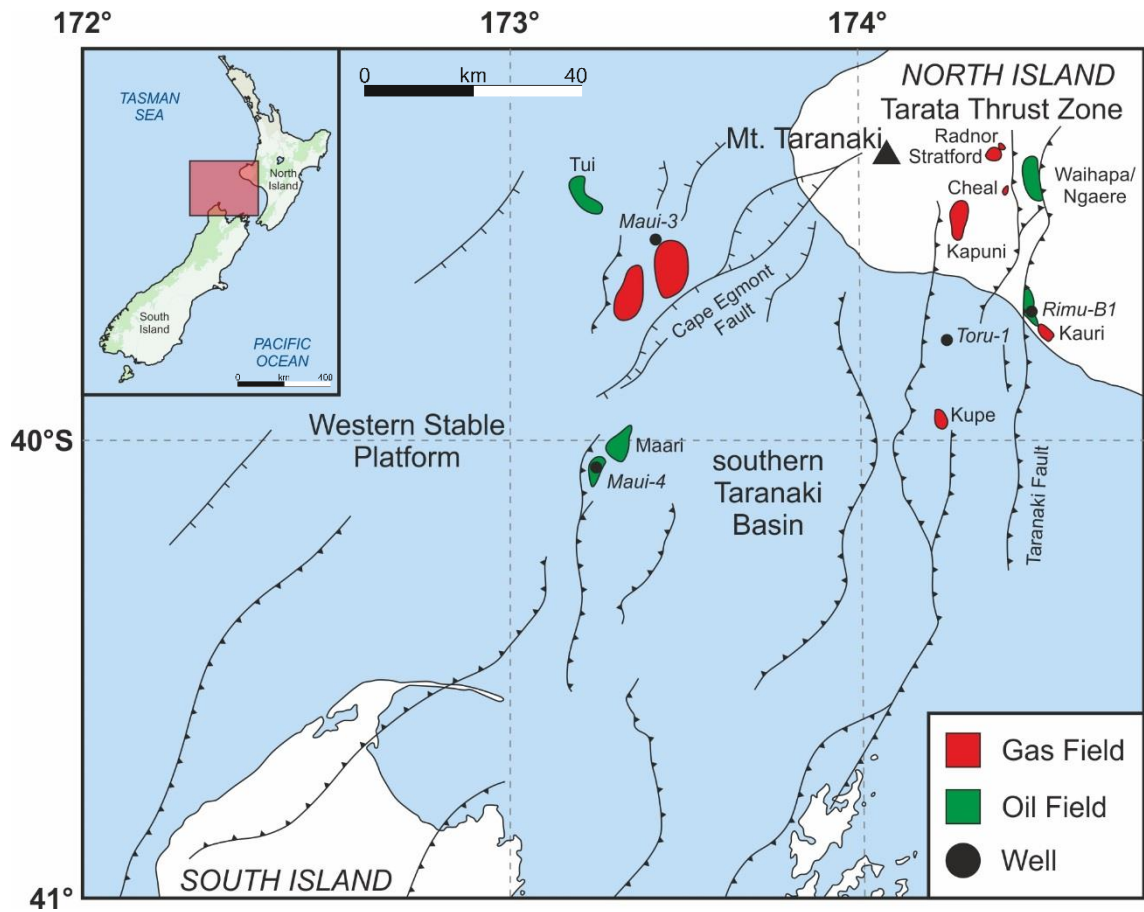 172°
173°
174°
TASMAN
SEA
North
Island
South
Island
PACIFIC
OCEAN
0 km 400
0 km 40
NORTH ISLAND
Tarata Thrust Zone
Mt. Taranaki
Radnor
Stratford
Cheal
Waihapa/
Ngaere
Kapuni
Tui
Maui-3
Cape Egmont
Fault
Rimu-B1
Toru-1
Kauri
Kupe
40°S
Western Stable
Platform
Maari
Maui-4
southern
Taranaki
Basin
Taranaki Fault
SOUTH ISLAND
41°
Gas Field
Oil Field
Well